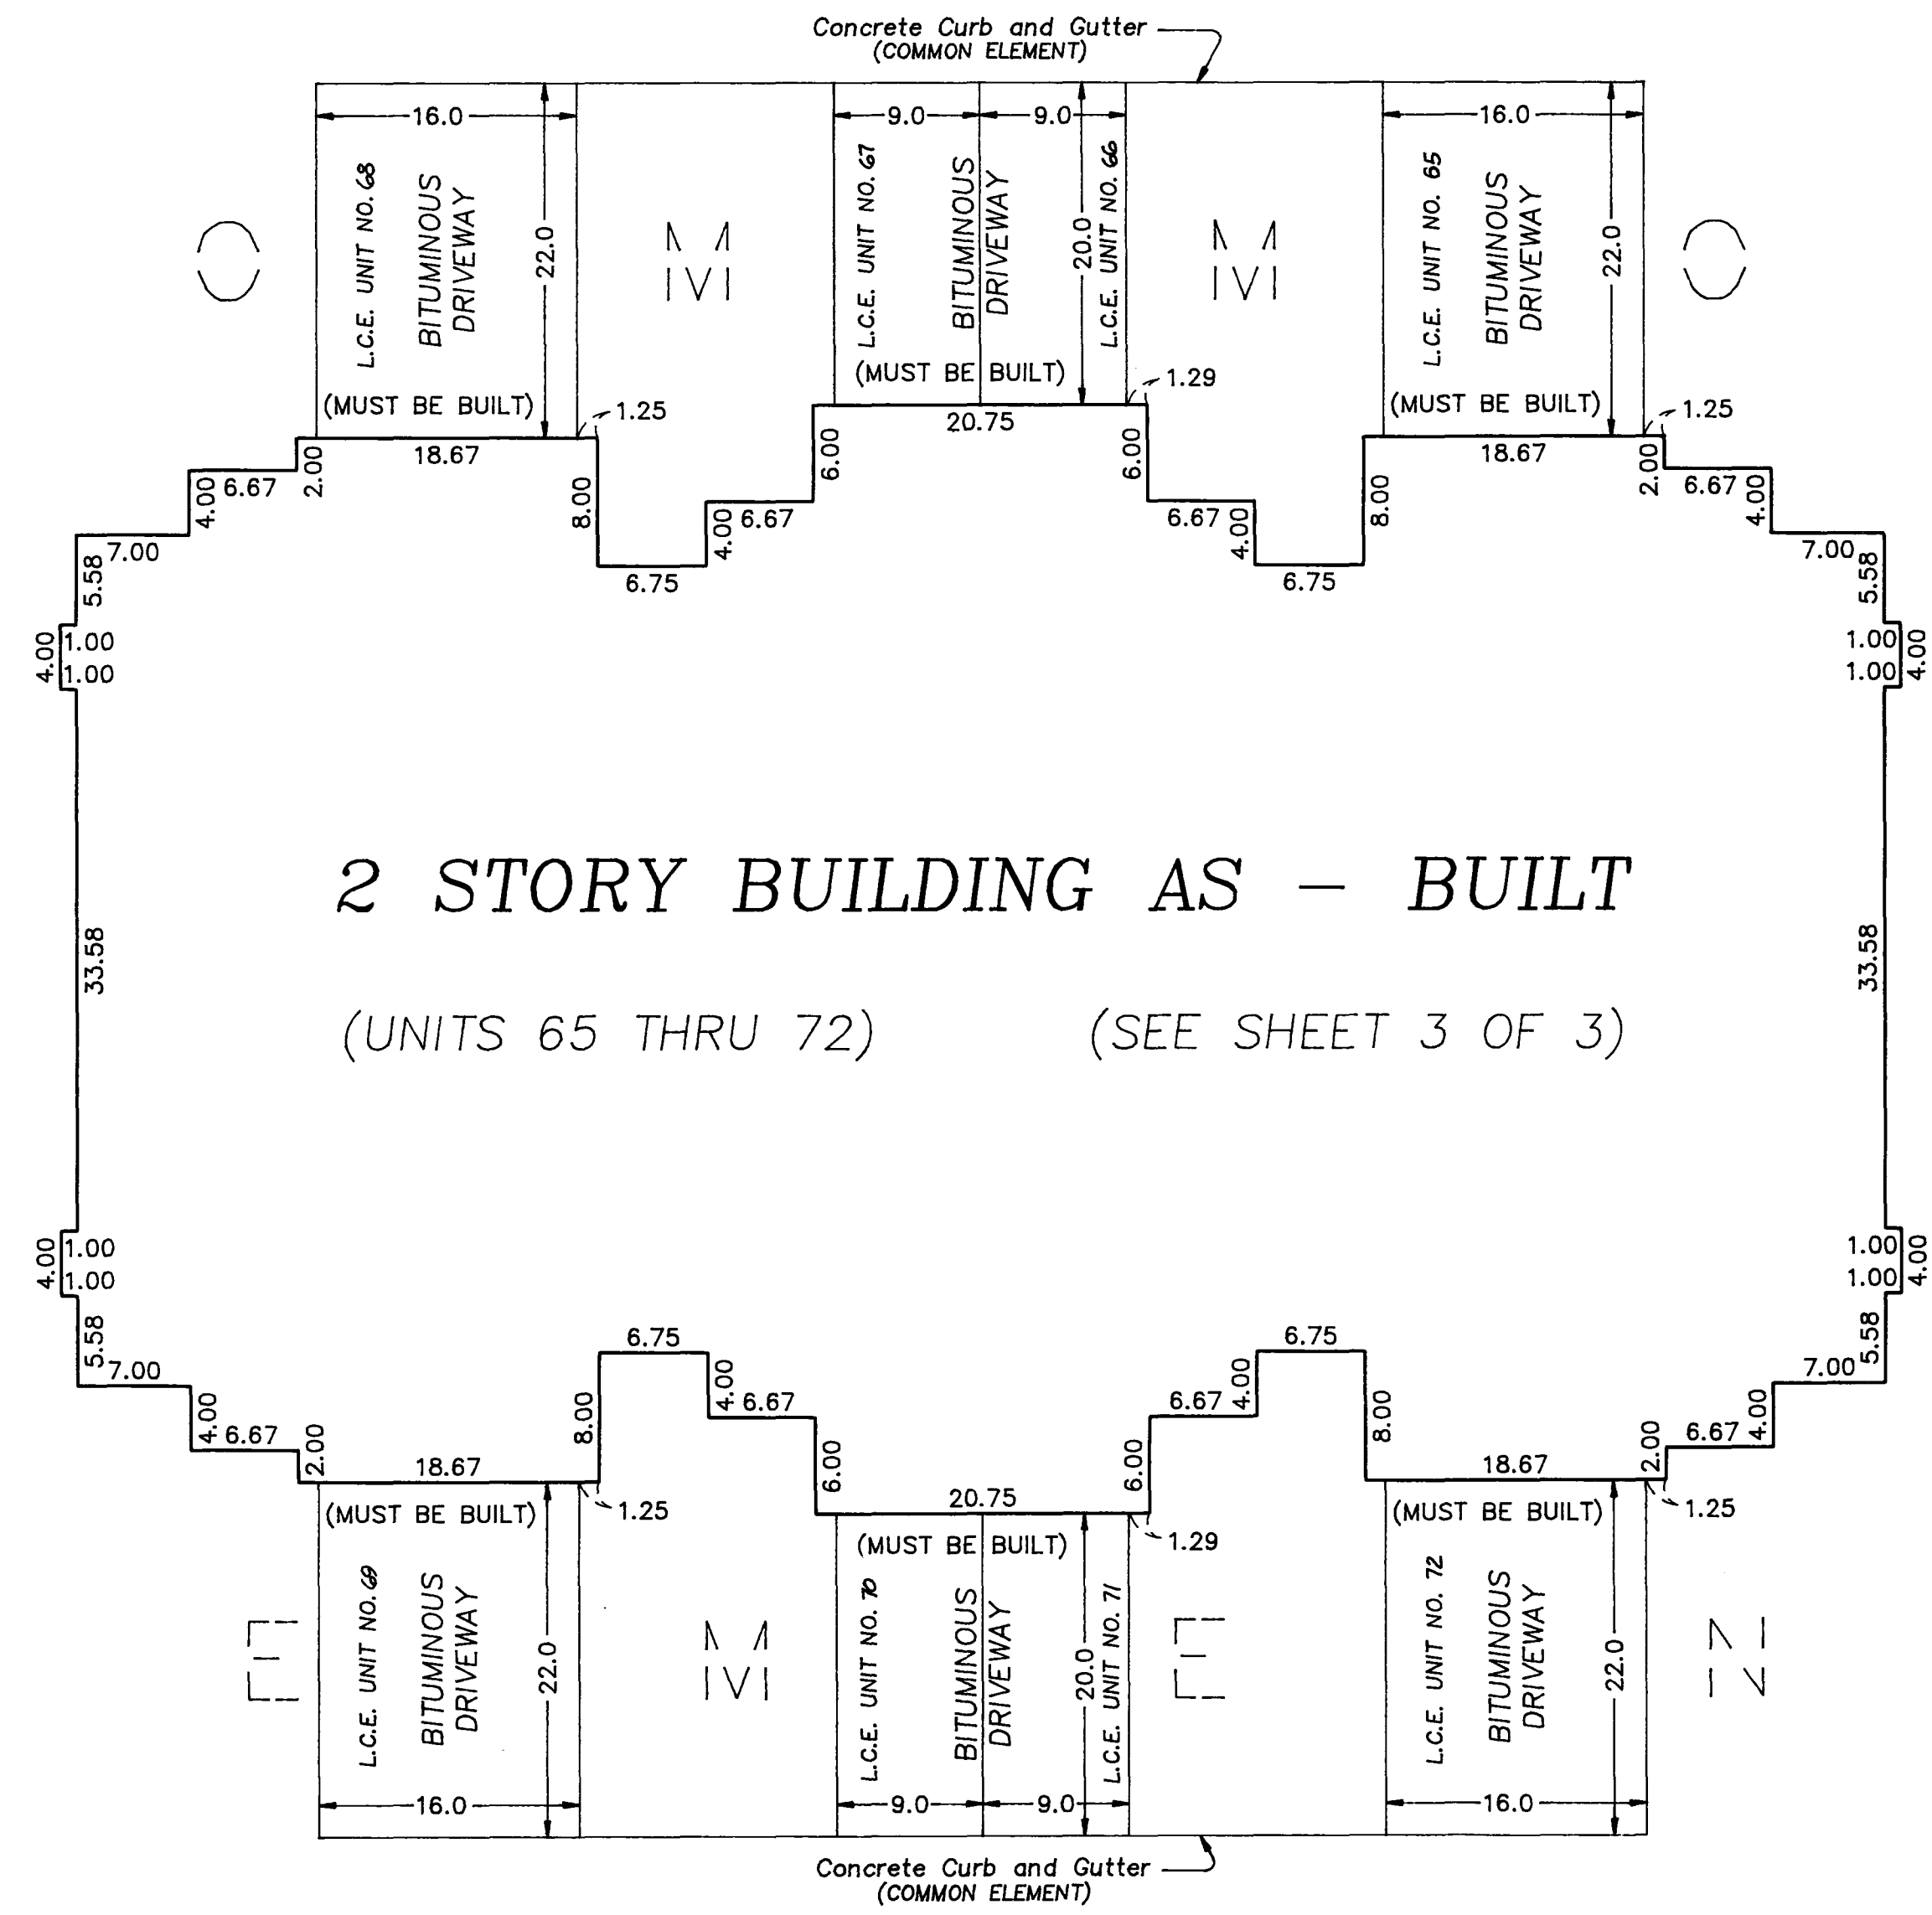 Concrete Curb and Gutter
(COMMON ELEMENT)
16.0
9.0
9.0
16.0
L.C.E. UNIT NO. 68
BITUMINOUS
DRIVEWAY
22.0
(MUST BE BUILT)
L.C.E. UNIT NO. 67
BITUMINOUS
DRIVEWAY
20.0
L.C.E. UNIT NO. 66
(MUST BE BUILT)
L.C.E. UNIT NO. 65
BITUMINOUS
DRIVEWAY
22.0
(MUST BE BUILT)
O
M
M
O
1.25
1.29
1.25
18.67
20.75
18.67
7.00
4.00
6.67
2.00
8.00
6.75
4.00
6.67
6.00
6.00
6.67
4.00
6.75
8.00
2.00
6.67
4.00
7.00
5.58
5.58
4.00
1.00
1.00
1.00
1.00
4.00
2 STORY BUILDING AS – BUILT
33.58
33.58
(UNITS 65 THRU 72)
(SEE SHEET 3 OF 3)
4.00
1.00
1.00
1.00
1.00
4.00
5.58
5.58
7.00
4.00
6.67
2.00
18.67
8.00
6.75
4.00
6.67
6.00
20.75
6.00
6.67
4.00
6.75
8.00
18.67
2.00
6.67
4.00
7.00
1.25
1.29
1.25
(MUST BE BUILT)
L.C.E. UNIT NO. 69
BITUMINOUS
DRIVEWAY
22.0
(MUST BE BUILT)
L.C.E. UNIT NO. 70
BITUMINOUS
DRIVEWAY
20.0
L.C.E. UNIT NO. 71
(MUST BE BUILT)
L.C.E. UNIT NO. 72
BITUMINOUS
DRIVEWAY
22.0
E
M
E
N
16.0
9.0
9.0
16.0
Concrete Curb and Gutter
(COMMON ELEMENT)